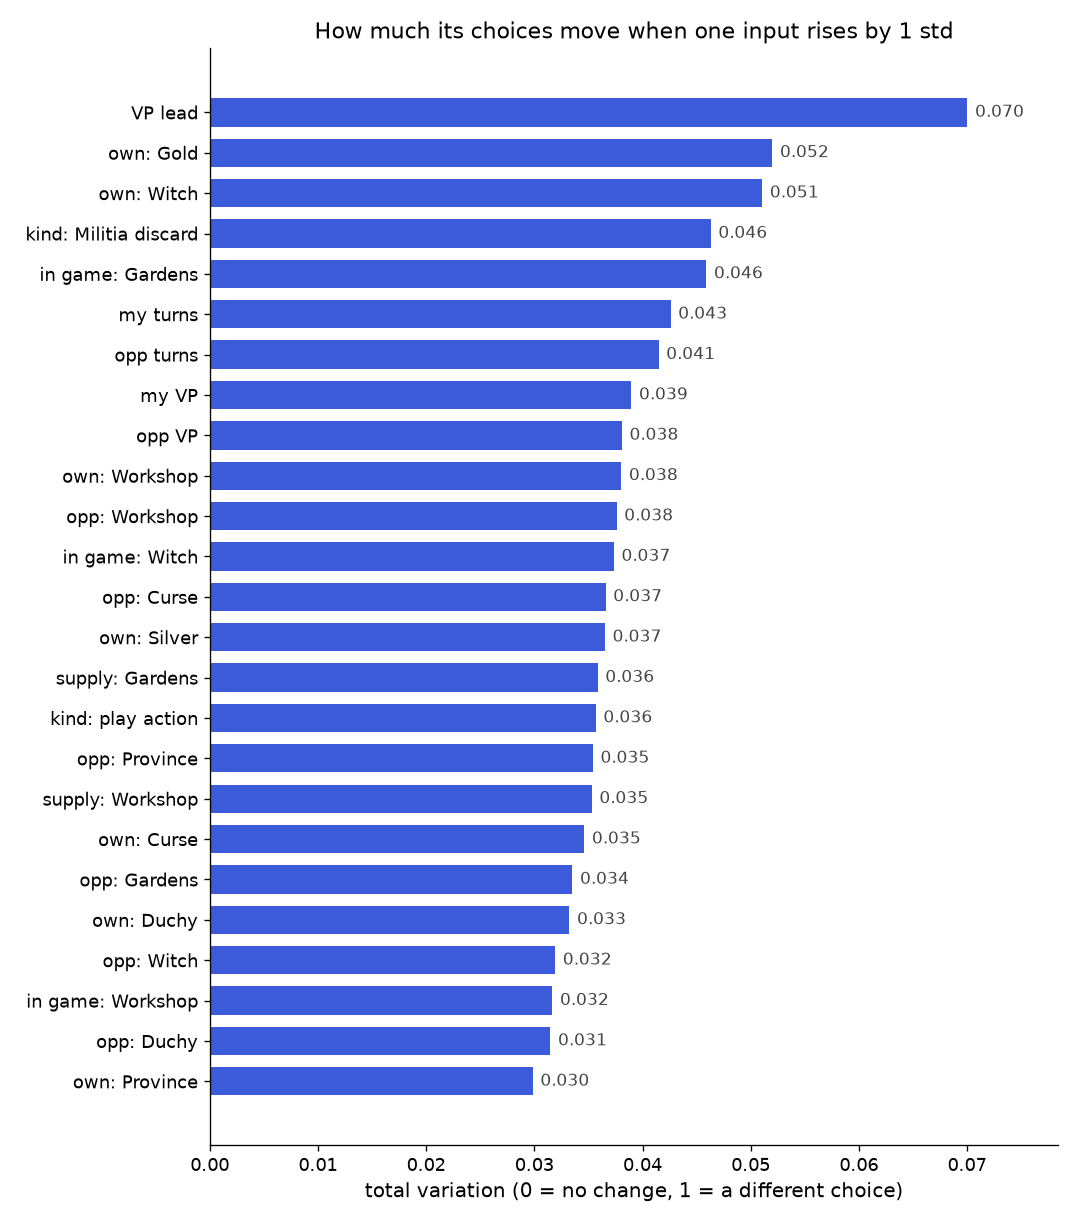 How much its choices move when one input rises by 1 std
VP lead 0.070
own: Gold 0.052
own: Witch 0.051
kind: Militia discard 0.046
in game: Gardens 0.046
my turns 0.043
opp turns 0.041
my VP 0.039
opp VP 0.038
own: Workshop 0.038
opp: Workshop 0.038
in game: Witch 0.037
opp: Curse 0.037
own: Silver 0.037
supply: Gardens 0.036
kind: play action 0.036
opp: Province 0.035
supply: Workshop 0.035
own: Curse 0.035
opp: Gardens 0.034
own: Duchy 0.033
opp: Witch 0.032
in game: Workshop 0.032
opp: Duchy 0.031
own: Province 0.030
0.00 0.01 0.02 0.03 0.04 0.05 0.06 0.07
total variation (0 = no change, 1 = a different choice)